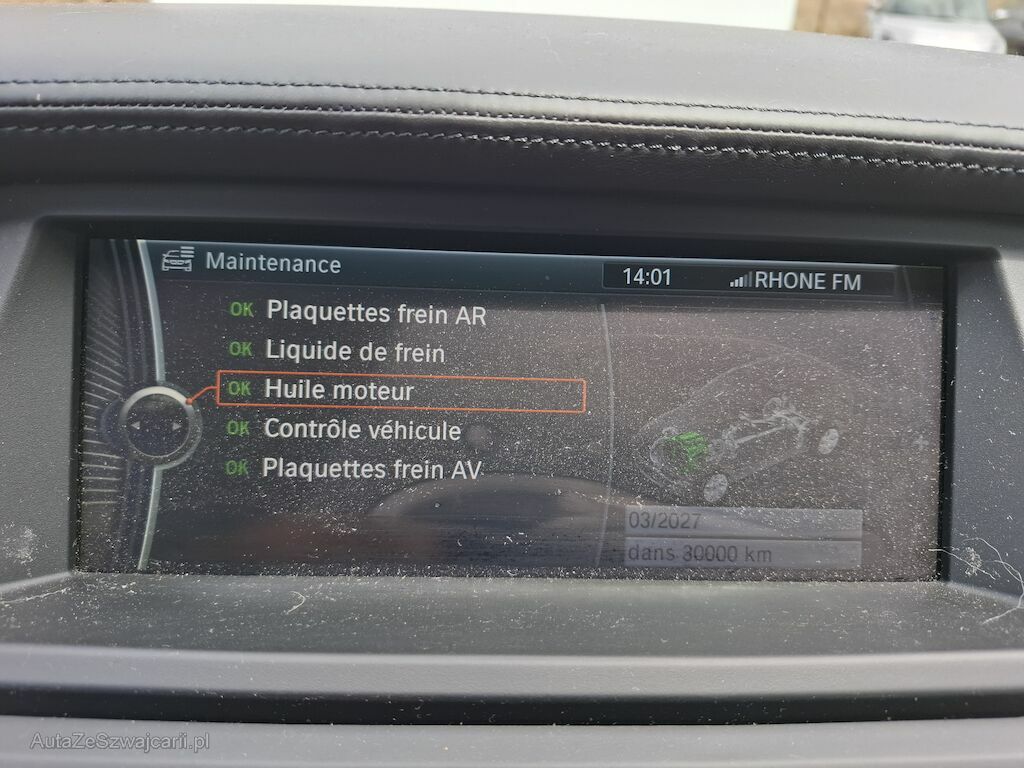 Maintenance
14:01
RHONE FM
OK Plaquettes frein AR
OK Liquide de frein
OK Huile moteur
OK Contrôle véhicule
OK Plaquettes frein AV
03/2027
dans 30000 km
AutaZeSzwajcarii.pl